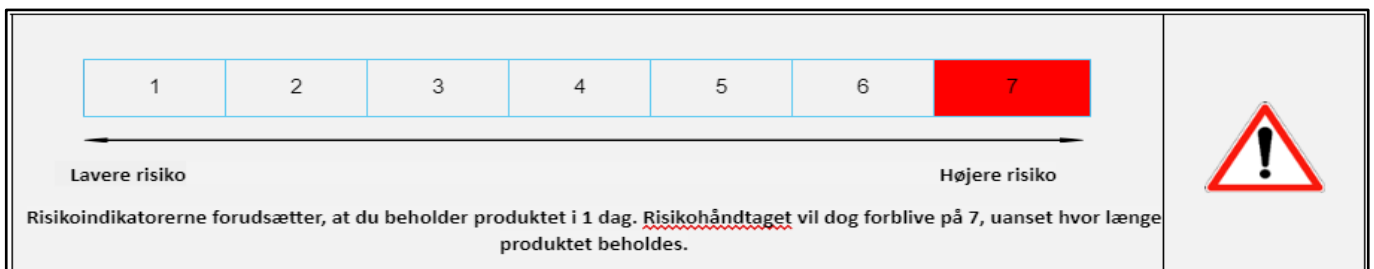 1 2 3 4 5 6 7
Lavere risiko Højere risiko
Risikoindikatorerne forudsætter, at du beholder produktet i 1 dag. Risikohåndtaget vil dog forblive på 7, uanset hvor længe
produktet beholdes.